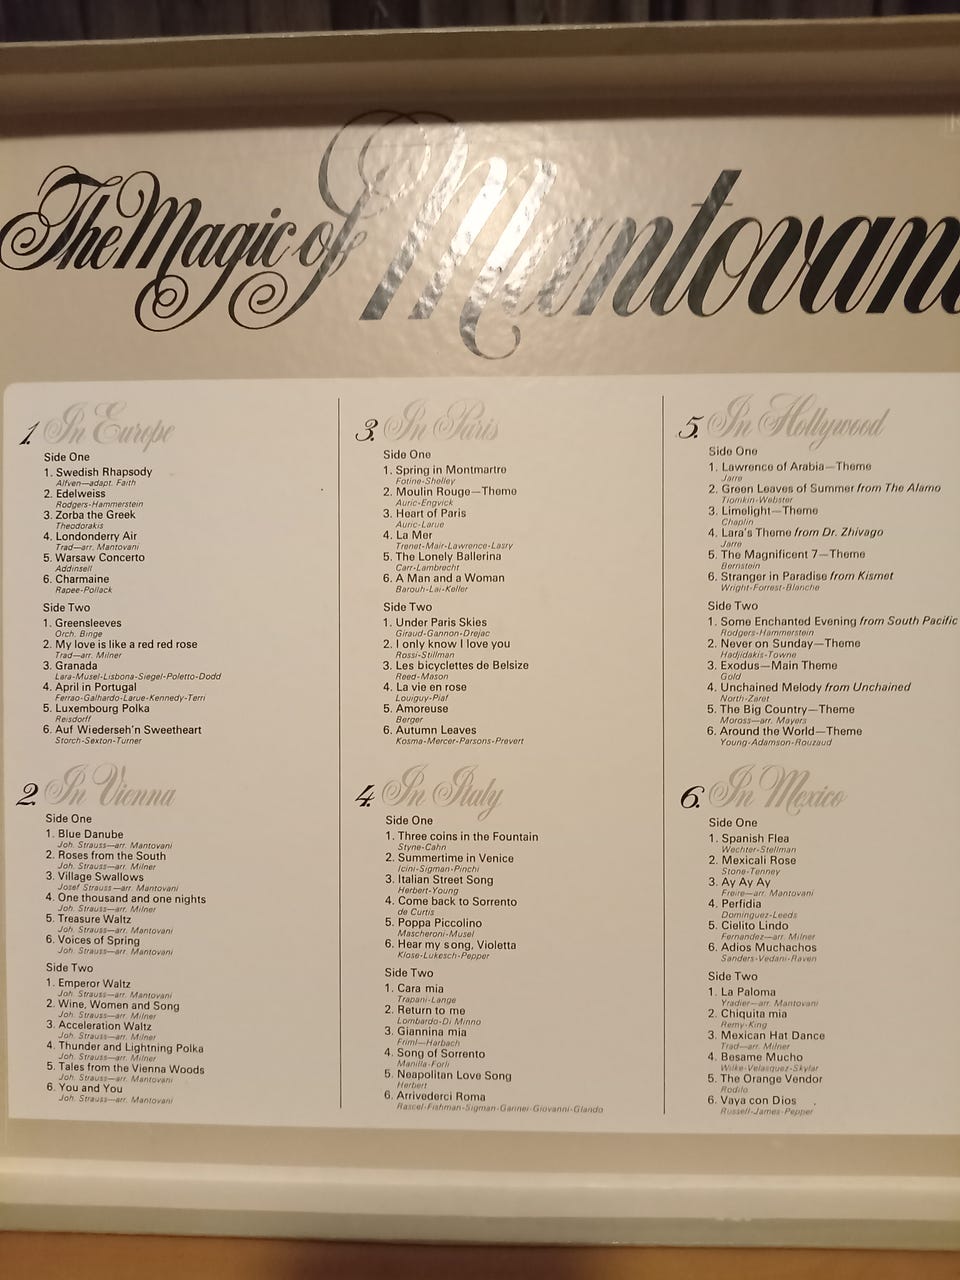 The Magic of Mantovani
1. In Europe
Side One
1. Swedish Rhapsody
Alfven—adapt. Faith
2. Edelweiss
Rodgers-Hammerstein
3. Zorba the Greek
Theodorakis
4. Londonderry Air
Trad—arr. Mantovani
5. Warsaw Concerto
Addinsell
6. Charmaine
Rapee-Pollack
Side Two
1. Greensleeves
Orch. Binge
2. My love is like a red red rose
Trad—arr. Milner
3. Granada
Lara-Musel-Lisbona-Siegel-Poletto-Dodd
4. April in Portugal
Ferrao-Galhardo-Larue-Kennedy-Terri
5. Luxembourg Polka
Reisdorff
6. Auf Wiederseh'n Sweetheart
Storch-Sexton-Turner
2. In Vienna
Side One
1. Blue Danube
Joh. Strauss—arr. Mantovani
2. Roses from the South
Joh. Strauss—arr. Milner
3. Village Swallows
Josef Strauss—arr. Mantovani
4. One thousand and one nights
Joh. Strauss—arr. Milner
5. Treasure Waltz
Joh. Strauss—arr. Mantovani
6. Voices of Spring
Joh. Strauss—arr. Mantovani
Side Two
1. Emperor Waltz
Joh. Strauss—arr. Mantovani
2. Wine, Women and Song
Joh. Strauss—arr. Milner
3. Acceleration Waltz
Joh. Strauss—arr. Milner
4. Thunder and Lightning Polka
Joh. Strauss—arr. Milner
5. Tales from the Vienna Woods
Joh. Strauss—arr. Mantovani
6. You and You
Joh. Strauss—arr. Mantovani
3. In Paris
Side One
1. Spring in Montmartre
Fotine-Shelley
2. Moulin Rouge—Theme
Auric-Engvick
3. Heart of Paris
Auric-Larue
4. La Mer
Trenet-Mair-Lawrence-Lasry
5. The Lonely Ballerina
Carr-Lambrecht
6. A Man and a Woman
Barouh-Lai-Keller
Side Two
1. Under Paris Skies
Giraud-Gannon-Drejac
2. I only know I love you
Rossi-Stillman
3. Les bicyclettes de Belsize
Reed-Mason
4. La vie en rose
Louiguy-Piaf
5. Amoreuse
Berger
6. Autumn Leaves
Kosma-Mercer-Parsons-Prevert
4. In Italy
Side One
1. Three coins in the Fountain
Styne-Cahn
2. Summertime in Venice
Icini-Sigman-Pinchi
3. Italian Street Song
Herbert-Young
4. Come back to Sorrento
de Curtis
5. Poppa Piccolino
Mascheroni-Musel
6. Hear my song, Violetta
Klose-Lukesch-Pepper
Side Two
1. Cara mia
Trapani-Lange
2. Return to me
Lombardo-Di Minno
3. Giannina mia
Friml—Harbach
4. Song of Sorrento
Manilla-Forli
5. Neapolitan Love Song
Herbert
6. Arrivederci Roma
Rascel-Fishman-Sigman-Garinei-Giovanni-Glando
5. In Hollywood
Side One
1. Lawrence of Arabia—Theme
Jarre
2. Green Leaves of Summer from The Alamo
Tiomkin-Webster
3. Limelight—Theme
Chaplin
4. Lara's Theme from Dr. Zhivago
Jarre
5. The Magnificent 7—Theme
Bernstein
6. Stranger in Paradise from Kismet
Wright-Forrest-Blanche
Side Two
1. Some Enchanted Evening from South Pacific
Rodgers-Hammerstein
2. Never on Sunday—Theme
Hadjidakis-Towne
3. Exodus—Main Theme
Gold
4. Unchained Melody from Unchained
North-Zaret
5. The Big Country—Theme
Moross—arr. Mayers
6. Around the World—Theme
Young-Adamson-Rouzaud
6. In Mexico
Side One
1. Spanish Flea
Wechter-Stellman
2. Mexicali Rose
Stone-Tenney
3. Ay Ay Ay
Freire—arr. Mantovani
4. Perfidia
Dominguez-Leeds
5. Cielito Lindo
Fernandez—arr. Milner
6. Adios Muchachos
Sanders-Vedani-Raven
Side Two
1. La Paloma
Yradier—arr. Mantovani
2. Chiquita mia
Remy-King
3. Mexican Hat Dance
Trad—arr. Milner
4. Besame Mucho
Wilke-Velasquez-Skylar
5. The Orange Vendor
Rodilo
6. Vaya con Dios
Russell-James-Pepper